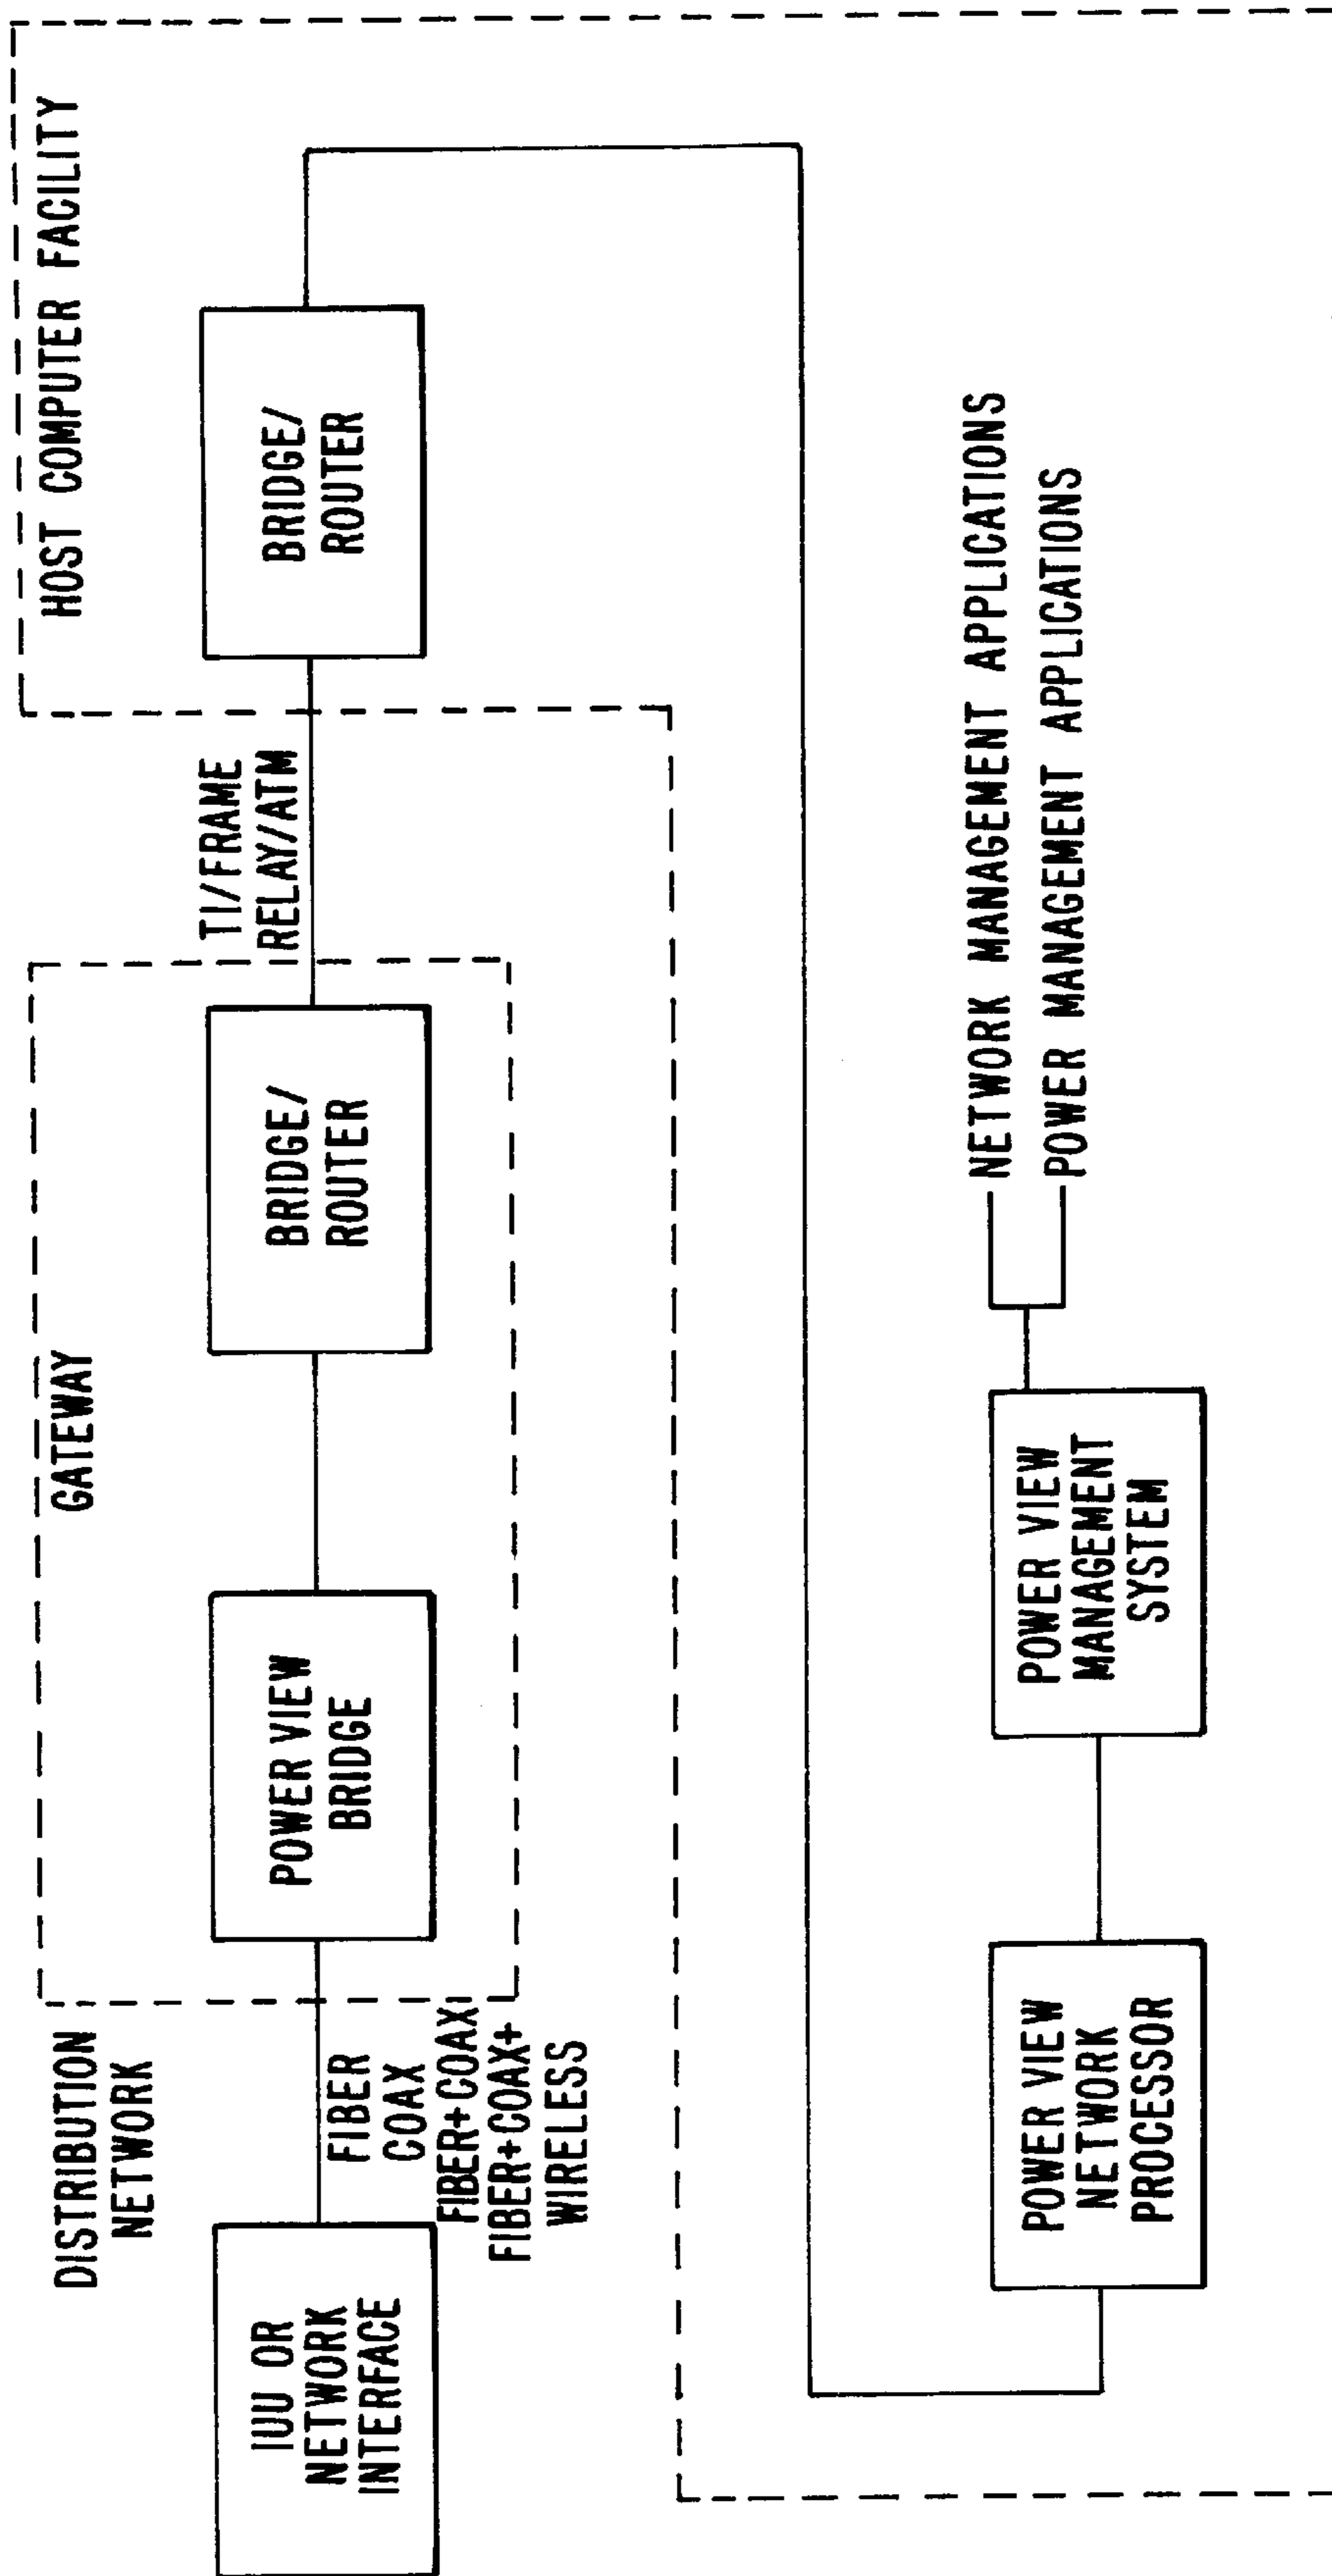 HOST COMPUTER FACILITY
GATEWAY
DISTRIBUTION
NETWORK
IUU OR
NETWORK
INTERFACE
FIBER
COAX
FIBER+COAX
FIBER+COAX+
WIRELESS
POWER VIEW
BRIDGE
BRIDGE/
ROUTER
T1/FRAME
RELAY/ATM
BRIDGE/
ROUTER
POWER VIEW
NETWORK
PROCESSOR
POWER VIEW
MANAGEMENT
SYSTEM
NETWORK MANAGEMENT APPLICATIONS
POWER MANAGEMENT APPLICATIONS